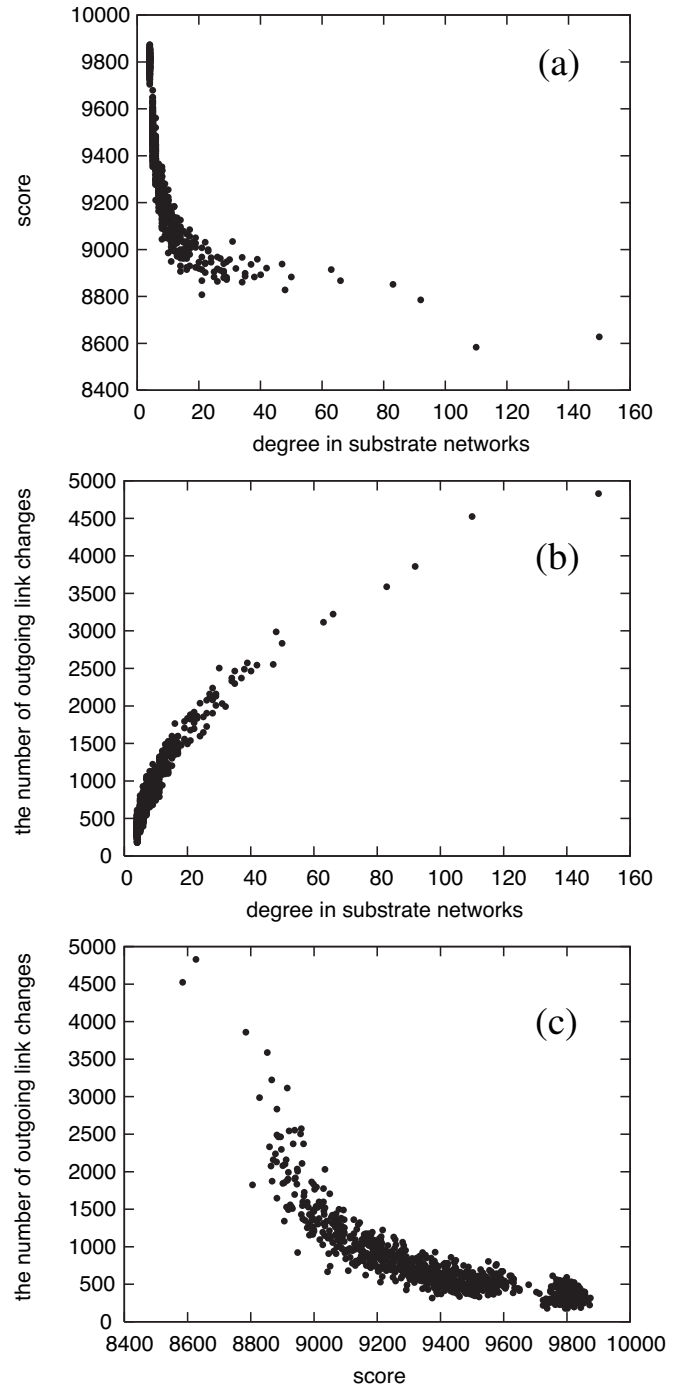 10000
9800
9600
9400
9200
9000
8800
8600
8400
score
(a)
0 20 40 60 80 100 120 140 160
degree in substrate networks
5000
4500
4000
3500
3000
2500
2000
1500
1000
500
0
the number of outgoing link changes
(b)
0 20 40 60 80 100 120 140 160
degree in substrate networks
5000
4500
4000
3500
3000
2500
2000
1500
1000
500
0
the number of outgoing link changes
(c)
8400 8600 8800 9000 9200 9400 9600 9800 10000
score